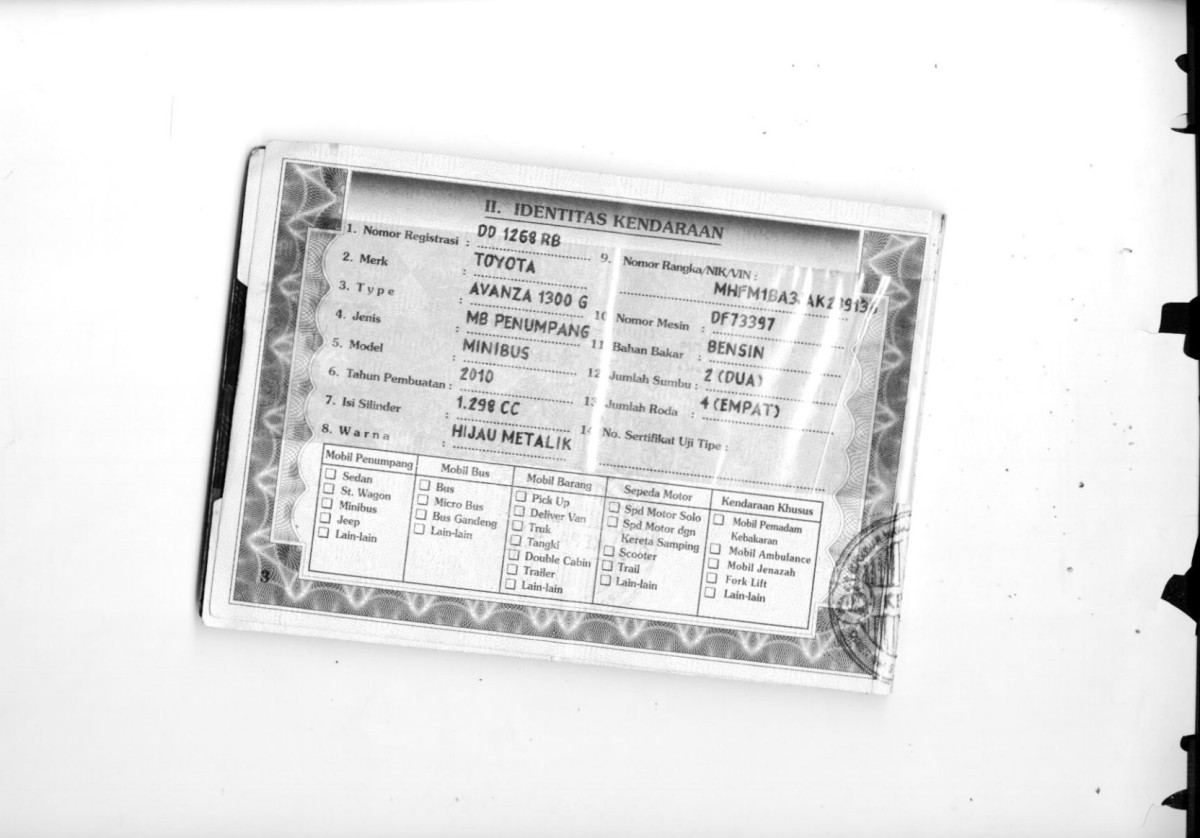 II. IDENTITAS KENDARAAN
1. Nomor Registrasi : DD 1268 RB
2. Merk : TOYOTA
3. Type : AVANZA 1300 G
4. Jenis : MB PENUMPANG
5. Model : MINIBUS
6. Tahun Pembuatan : 2010
7. Isi Silinder : 1.298 CC
8. Warna : HIJAU METALIK
9. Nomor Rangka/NIK/VIN :
10 Nomor Mesin : DF73397
11 Bahan Bakar : BENSIN
12 Jumlah Sumbu : 2 (DUA)
13 Jumlah Roda : 4 (EMPAT)
14 No. Sertifikat Uji Tipe :
Mobil Penumpang
Sedan
St. Wagon
Minibus
Jeep
Lain-lain
Mobil Bus
Bus
Micro Bus
Bus Gandeng
Lain-lain
Mobil Barang
Pick Up
Deliver Van
Truk
Tangki
Double Cabin
Trailer
Lain-lain
Sepeda Motor
Spd Motor Solo
Spd Motor dgn
Kereta Samping
Scooter
Trail
Lain-lain
Kendaraan Khusus
Mobil Pemadam
Kebakaran
Mobil Ambulance
Mobil Jenazah
Fork Lift
Lain-lain
3